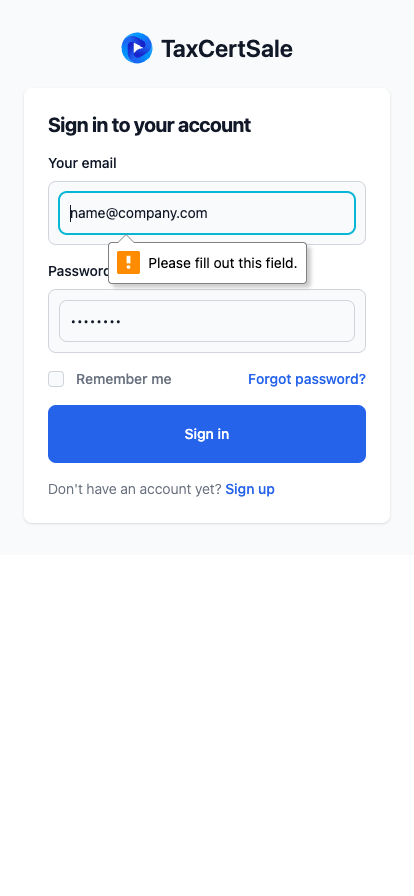 TaxCertSale
Sign in to your account
Your email
name@company.com
Please fill out this field.
Password
••••••••
Remember me
Forgot password?
Sign in
Don't have an account yet? Sign up